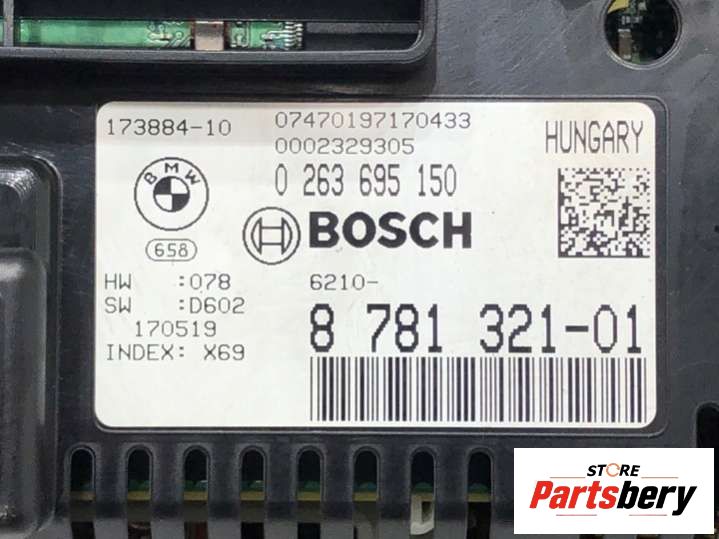 173884-10
07470197170433
0002329305
HUNGARY
BMW
0 263 695 150
658
BOSCH
HW :078
6210-
SW :D602
170519
8 781 321-01
INDEX: X69
STORE
Partsbery